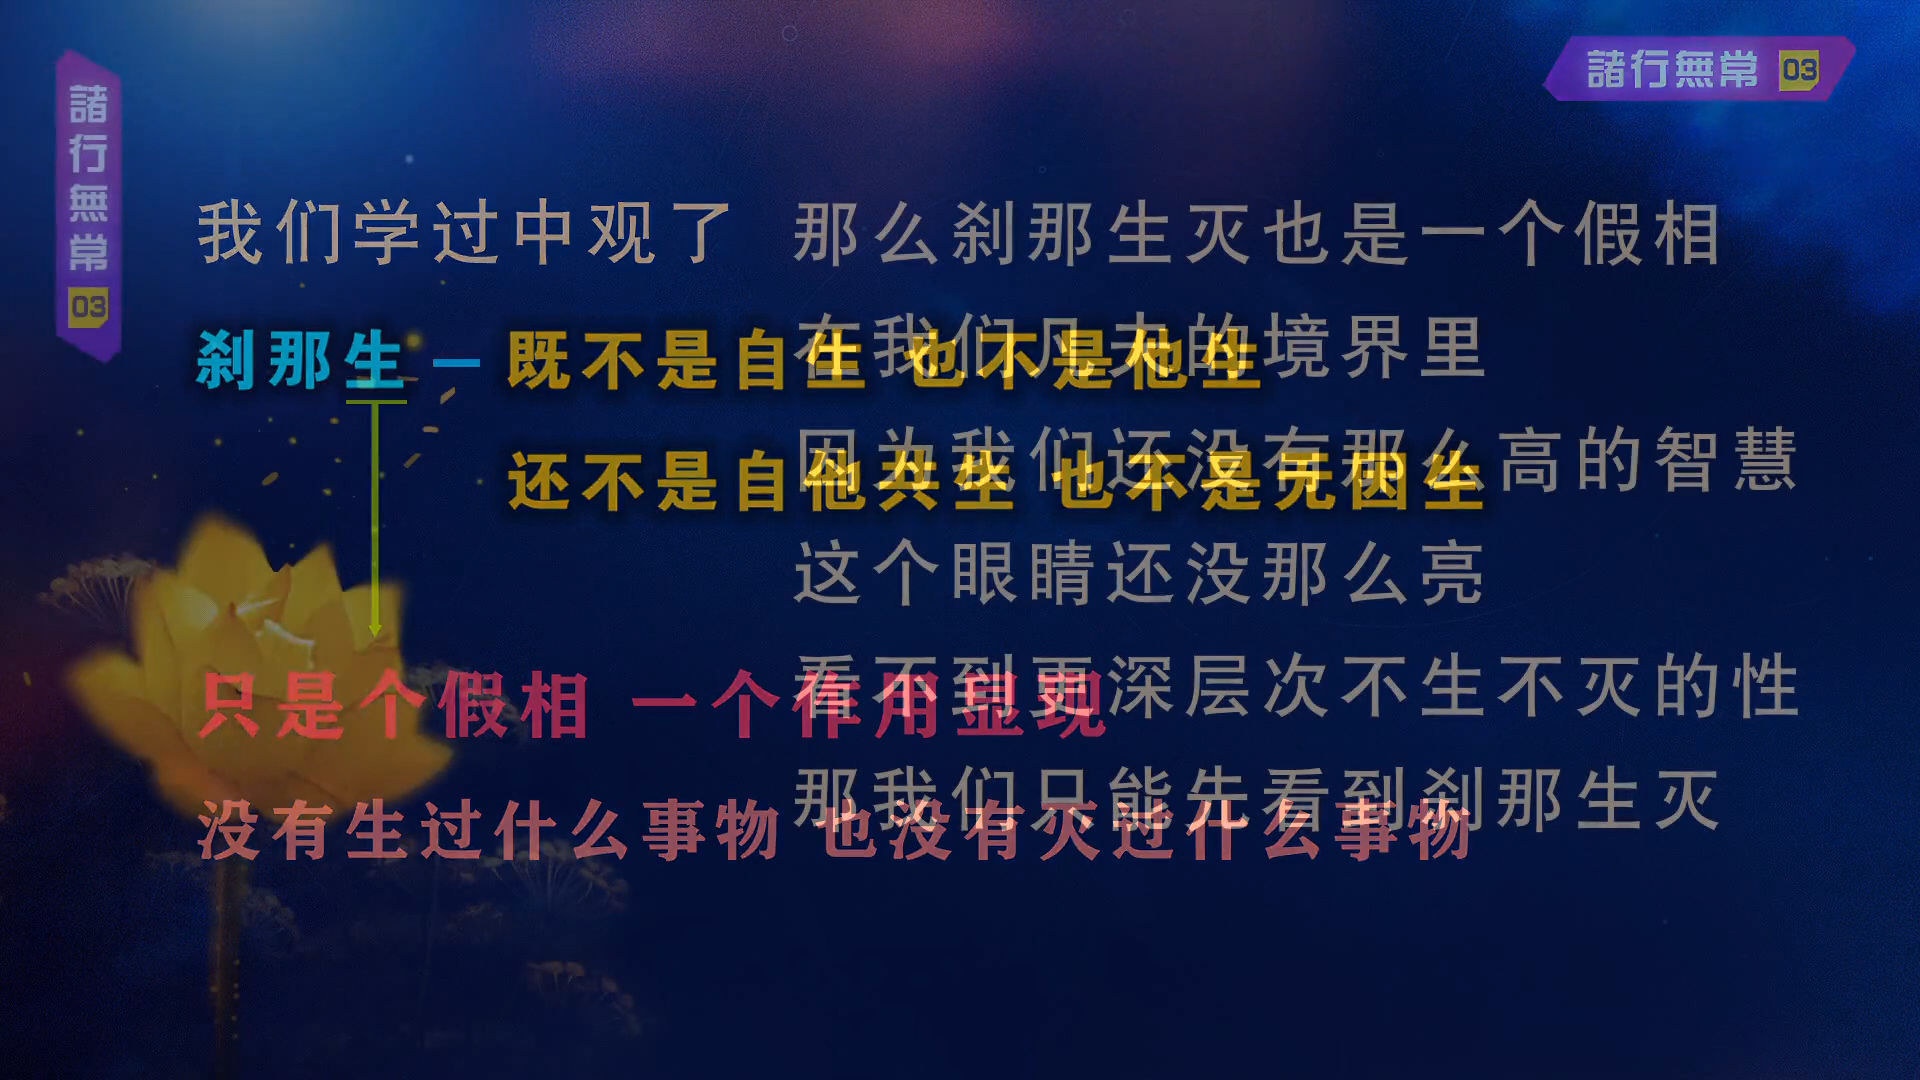 諸行無常 03
諸行無常 03
我们学过中观了
刹那生 — 既不是自生 也不是他生
还不是自他共生 也不是无因生
只是个假相 一个作用显现
没有生过什么事物 也没有灭过什么事物
那么刹那生灭也是一个假相
在我们凡夫的境界里
因为我们还没有那么高的智慧
这个眼睛还没那么亮
看不到更深层次不生不灭的性
那我们只能先看到刹那生灭